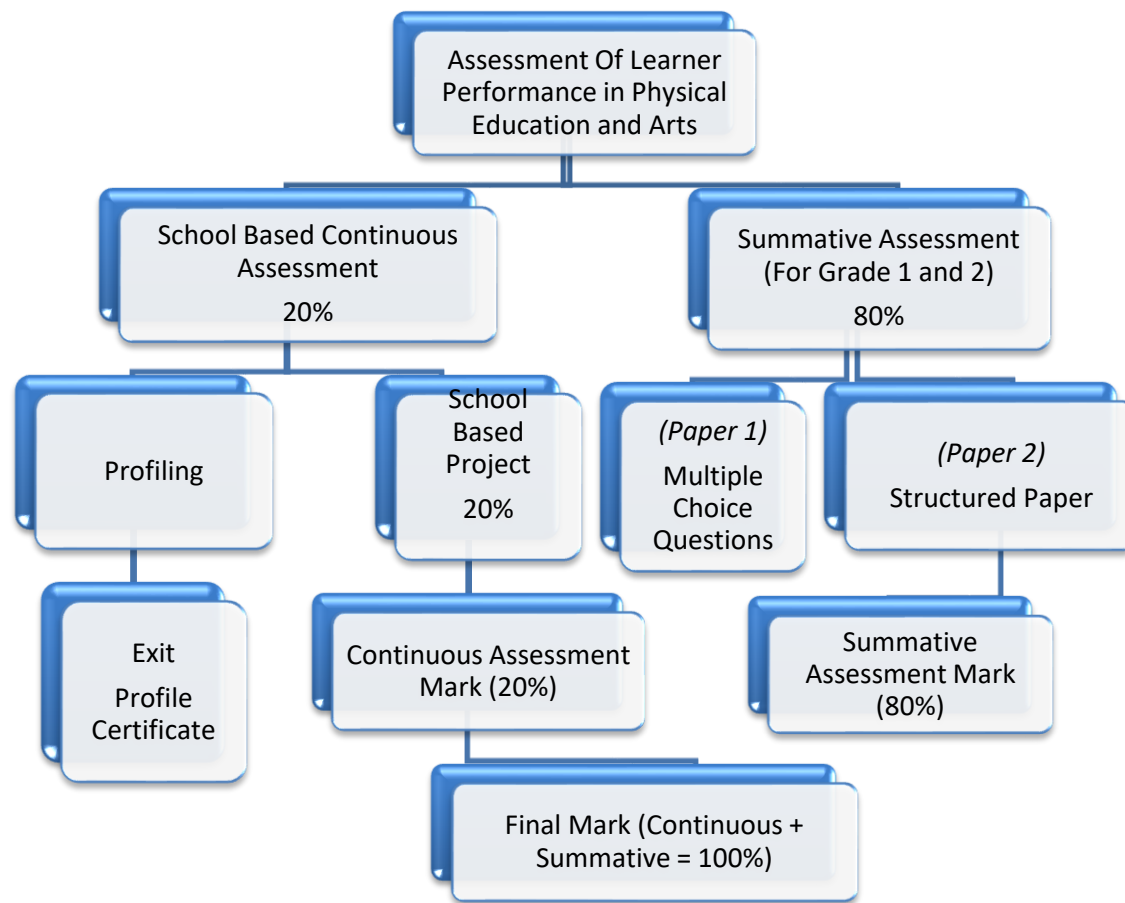 Assessment Of Learner
Performance in Physical
Education and Arts
School Based Continuous
Assessment
20%
Summative Assessment
(For Grade 1 and 2)
80%
Profiling
School
Based
Project
20%
(Paper 1)
Multiple
Choice
Questions
(Paper 2)
Structured Paper
Exit
Profile
Certificate
Continuous Assessment
Mark (20%)
Summative
Assessment Mark
(80%)
Final Mark (Continuous +
Summative = 100%)